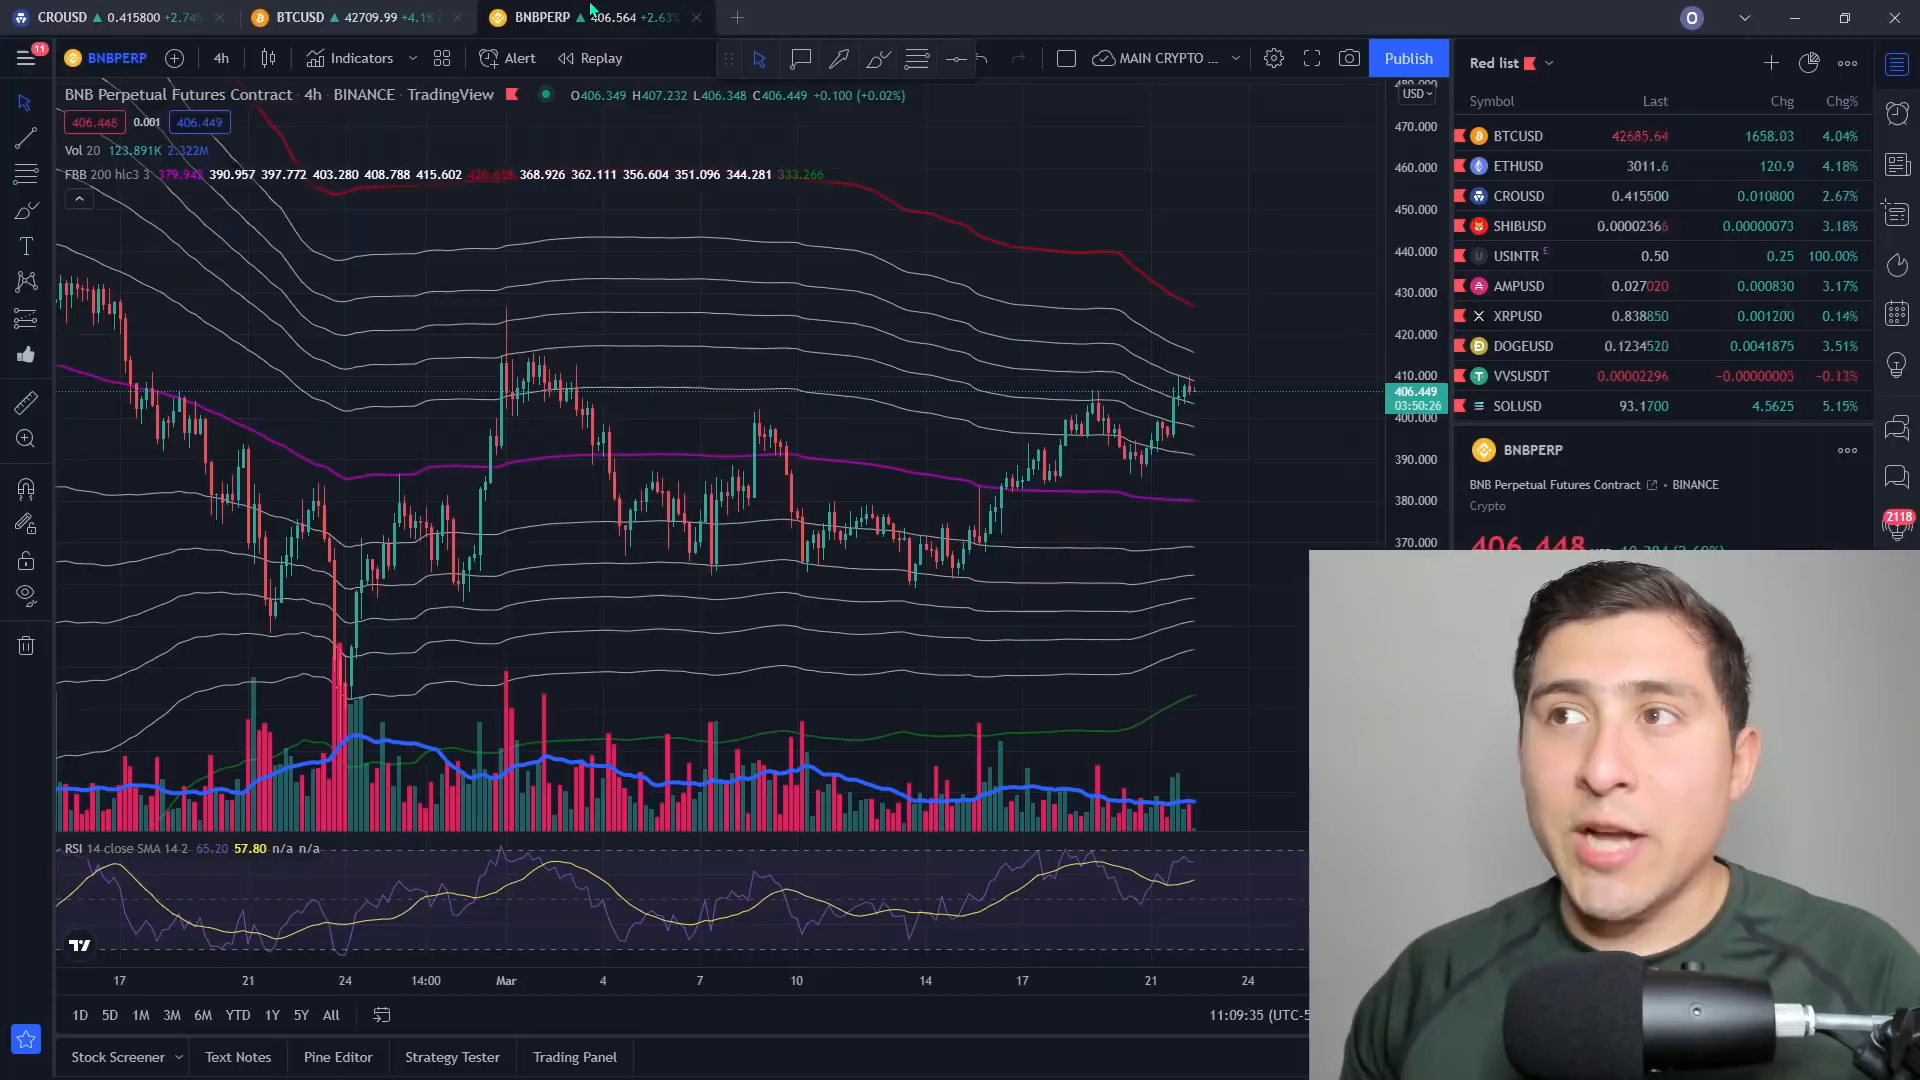 CROUSD ▲ 0.415800 +2.74%
BTCUSD ▲ 42709.99 +4.1%
BNBPERP ▲ 406.564 +2.63%
O
11
BNBPERP
4h
Indicators
Alert
Replay
MAIN CRYPTO ...
Publish
BNB Perpetual Futures Contract · 4h · BINANCE · TradingView
O406.349 H407.232 L406.348 C406.449 +0.100 (+0.02%)
406.448 0.001 406.449
Vol 20 123.891K 2.322M
FBB 200 hlc3 3 379.942 390.957 397.772 403.280 408.788 415.602 426.618 368.926 362.111 356.604 351.096 344.281 333.266
480.000
USD
470.000
460.000
450.000
440.000
430.000
420.000
410.000
406.449
03:50:26
400.000
390.000
380.000
370.000
Red list
Symbol Last Chg Chg%
BTCUSD 42685.64 1658.03 4.04%
ETHUSD 3011.6 120.9 4.18%
CROUSD 0.415500 0.010800 2.67%
SHIBUSD 0.00002366 0.00000073 3.18%
USINTR E 0.50 0.25 100.00%
AMPUSD 0.027020 0.000830 3.17%
XRPUSD 0.838850 0.001200 0.14%
DOGEUSD 0.1234520 0.0041875 3.51%
VVSUSDT 0.00002296 −0.00000003 −0.13%
SOLUSD 93.1700 4.5625 5.15%
BNBPERP
BNB Perpetual Futures Contract • BINANCE
Crypto
406.448
2118
RSI 14 close SMA 14 2 65.20 57.80 n/a n/a
17 21 24 14:00 Mar 4 7 10 14 17 21 24
1D 5D 1M 3M 6M YTD 1Y 5Y All
11:09:35 (UTC-5
Stock Screener
Text Notes
Pine Editor
Strategy Tester
Trading Panel